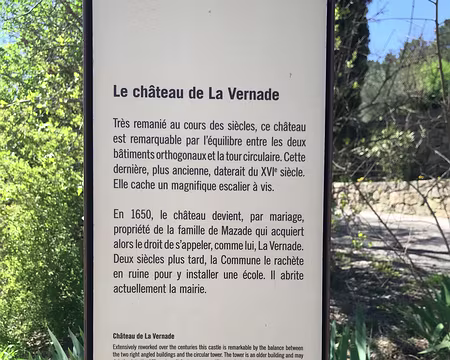 Le château de La Vernade
Très remanié au cours des siècles, ce château
est remarquable par l'équilibre entre les deux
bâtiments orthogonaux et la tour circulaire. Cette
dernière, plus ancienne, daterait du XVIe siècle.
Elle cache un magnifique escalier à vis.
En 1650, le château devient, par mariage,
propriété de la famille de Mazade qui acquiert
alors le droit de s'appeler, comme lui, La Vernade.
Deux siècles plus tard, la Commune le rachète
en ruine pour y installer une école. Il abrite
actuellement la mairie.
Château de La Vernade
Extensively reworked over the centuries this castle is remarkable by the balance between
the two right angled buildings and the circular tower. The tower is an older building and may